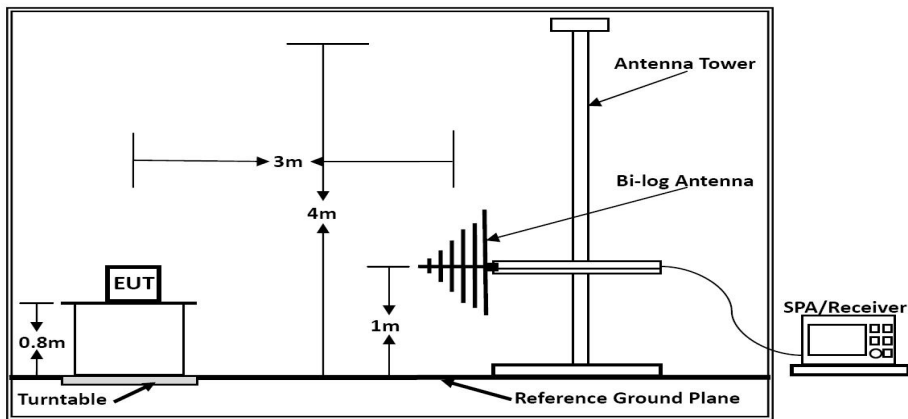 Antenna Tower
3m
Bi-log Antenna
4m
EUT
SPA/Receiver
0.8m
1m
Turntable
Reference Ground Plane